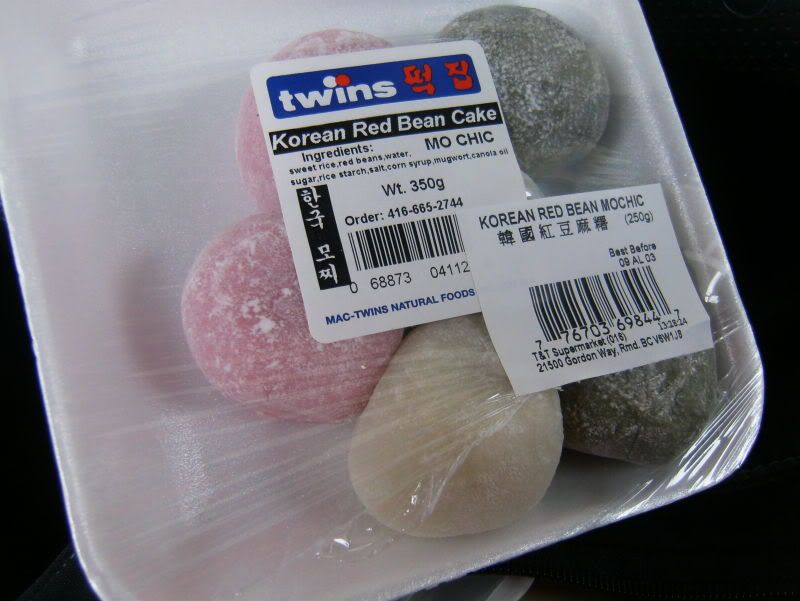 twins 떡집
Korean Red Bean Cake
Ingredients: MO CHIC
sweet rice,red beans,water,
sugar,rice starch,salt,corn syrup,mugwort,canola oil
한국 모찌
Wt. 350g
Order: 416-665-2744
0 68873 04112
MAC-TWINS NATURAL FOODS
KOREAN RED BEAN MOCHIC
韓國紅豆麻糬 (250g)
Best Before
09 AL 03
7 76703 69844 7
13:28:24
T&T Supermarket (016)
21500 Gordon Way, Rmd. BC V6W1J8